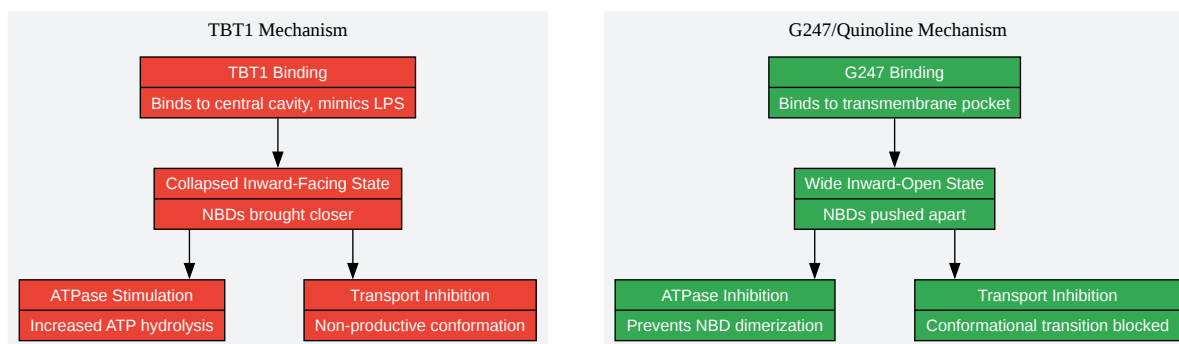 TBT1 Mechanism
TBT1 Binding
Binds to central cavity, mimics LPS
Collapsed Inward-Facing State
NBDs brought closer
ATPase Stimulation
Increased ATP hydrolysis
Transport Inhibition
Non-productive conformation
G247/Quinoline Mechanism
G247 Binding
Binds to transmembrane pocket
Wide Inward-Open State
NBDs pushed apart
ATPase Inhibition
Prevents NBD dimerization
Transport Inhibition
Conformational transition blocked